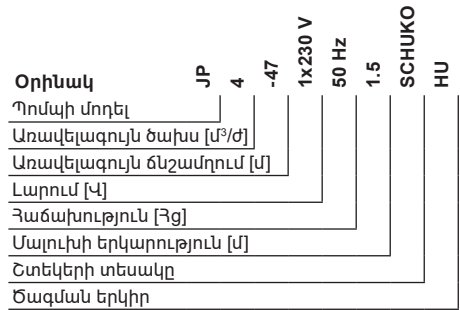 Օրինակ JP 4 -47 1x230 V 50 Hz 1.5 SCHUKO HU
Պոմպի մոդել
Առավելագույն ծախս [մ³/ժ]
Առավելագույն ճնշամղում [մ]
Լարում [Վ]
Հաճախություն [Հց]
Մալուխի երկարություն [մ]
Շտեկերի տեսակը
Ծագման երկիր